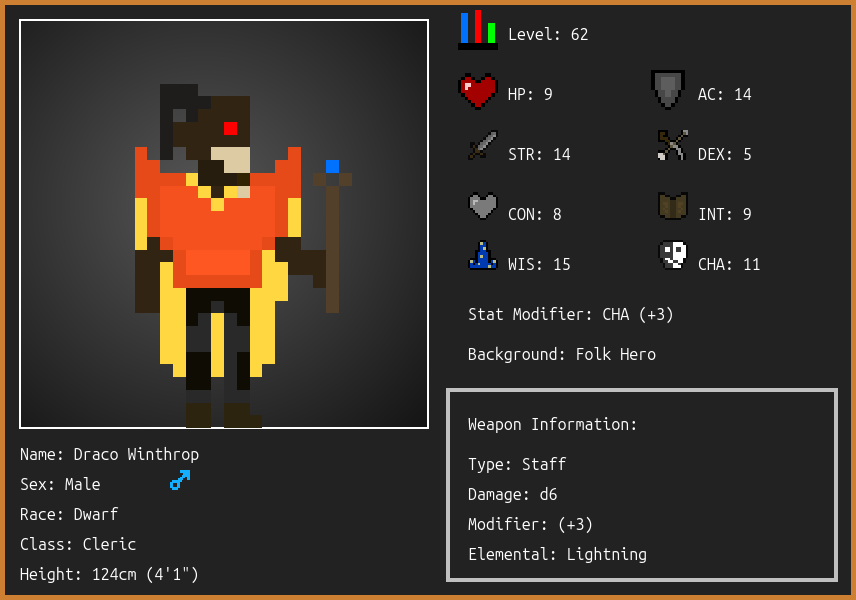 Level: 62
HP: 9
AC: 14
STR: 14
DEX: 5
CON: 8
INT: 9
WIS: 15
CHA: 11
Stat Modifier: CHA (+3)
Background: Folk Hero
Weapon Information:
Type: Staff
Damage: d6
Modifier: (+3)
Elemental: Lightning
Name: Draco Winthrop
Sex: Male
Race: Dwarf
Class: Cleric
Height: 124cm (4'1")